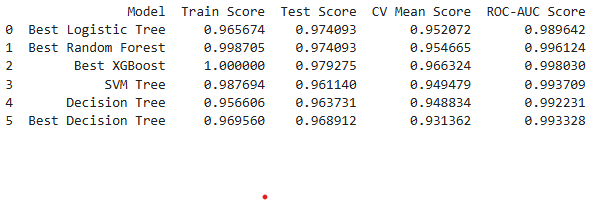 Model Train Score Test Score CV Mean Score ROC-AUC Score
0 Best Logistic Tree 0.965674 0.974093 0.952072 0.989642
1 Best Random Forest 0.998705 0.974093 0.954665 0.996124
2 Best XGBoost 1.000000 0.979275 0.966324 0.998030
3 SVM Tree 0.987694 0.961140 0.949479 0.993709
4 Decision Tree 0.956606 0.963731 0.948834 0.992231
5 Best Decision Tree 0.969560 0.968912 0.931362 0.993328